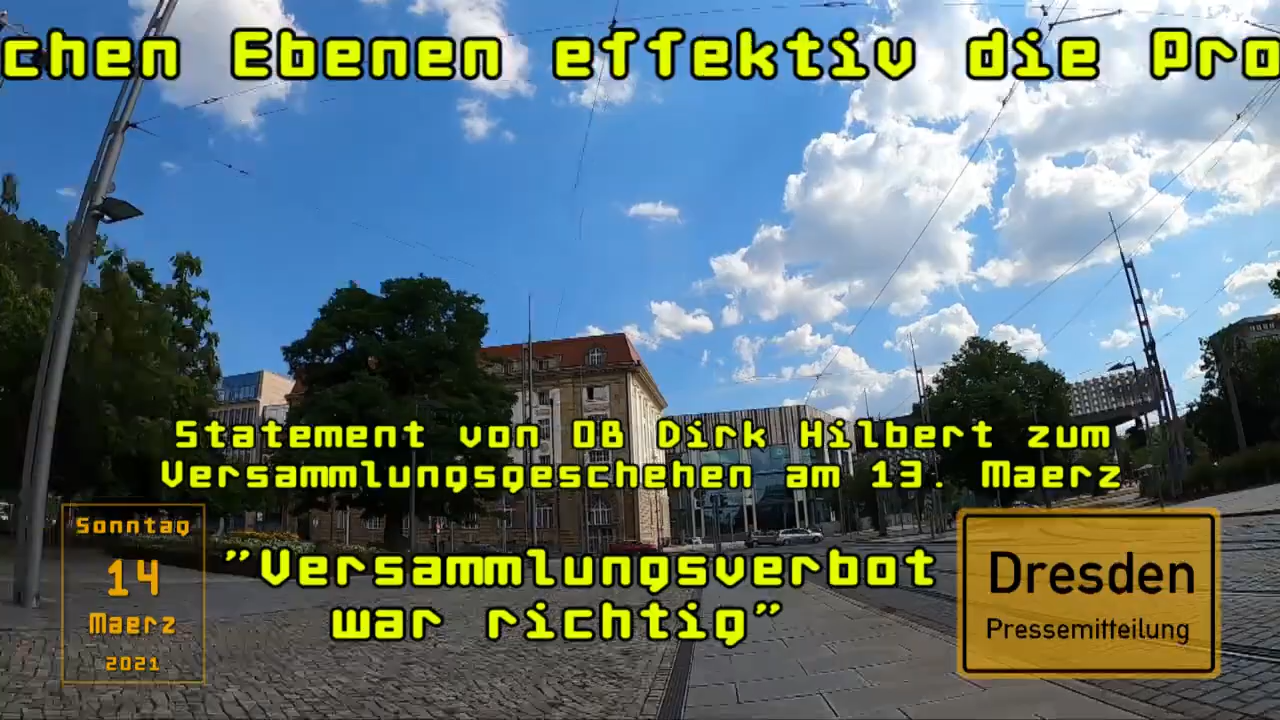 chen Ebenen effektiv die Pro
Statement von OB Dirk Hilbert zum
Versammlungsgeschehen am 13. Maerz
Sonntag
14
Maerz
2021
"Versammlungsverbot
war richtig"
Dresden
Pressemitteilung